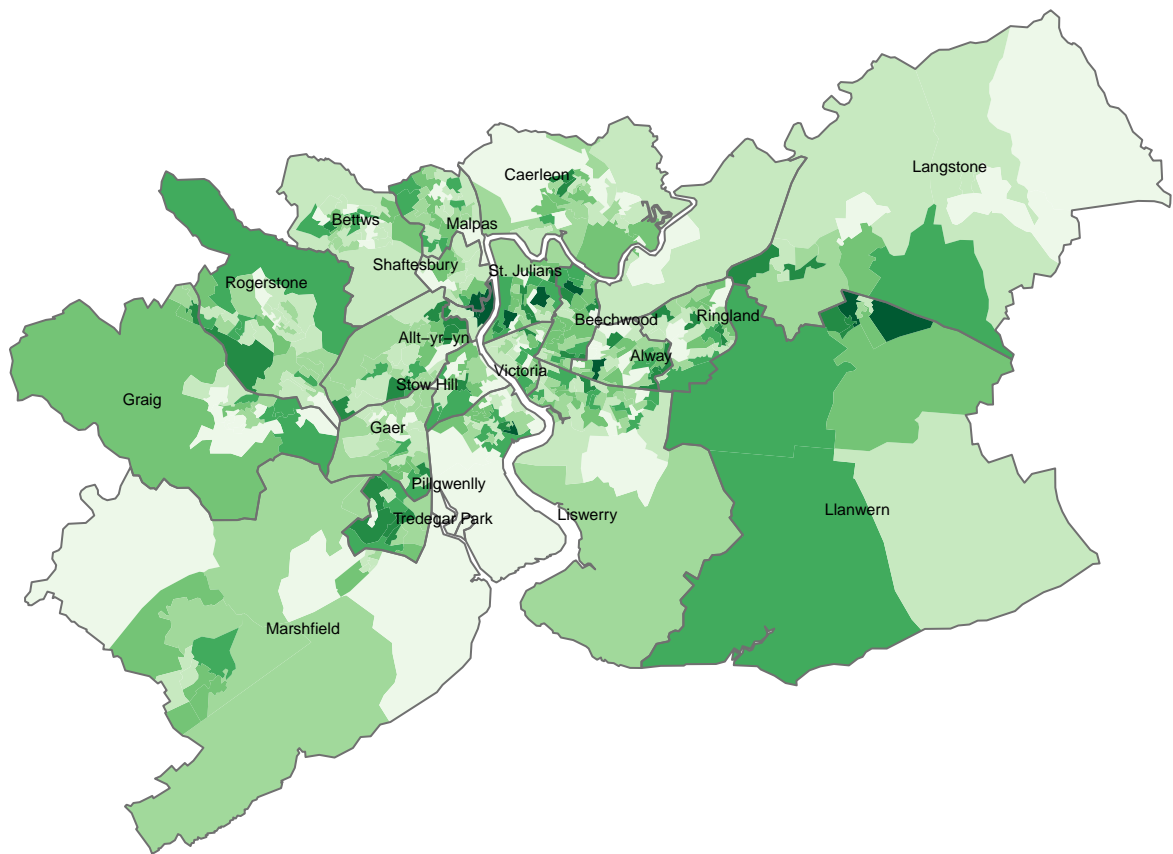 Langstone
Caerleon
Bettws
Malpas
Shaftesbury
St. Julians
Rogerstone
Beechwood
Ringland
Allt−yr−yn
Alway
Victoria
Stow Hill
Graig
Gaer
Pillgwenlly
Llanwern
Liswerry
Tredegar Park
Marshfield